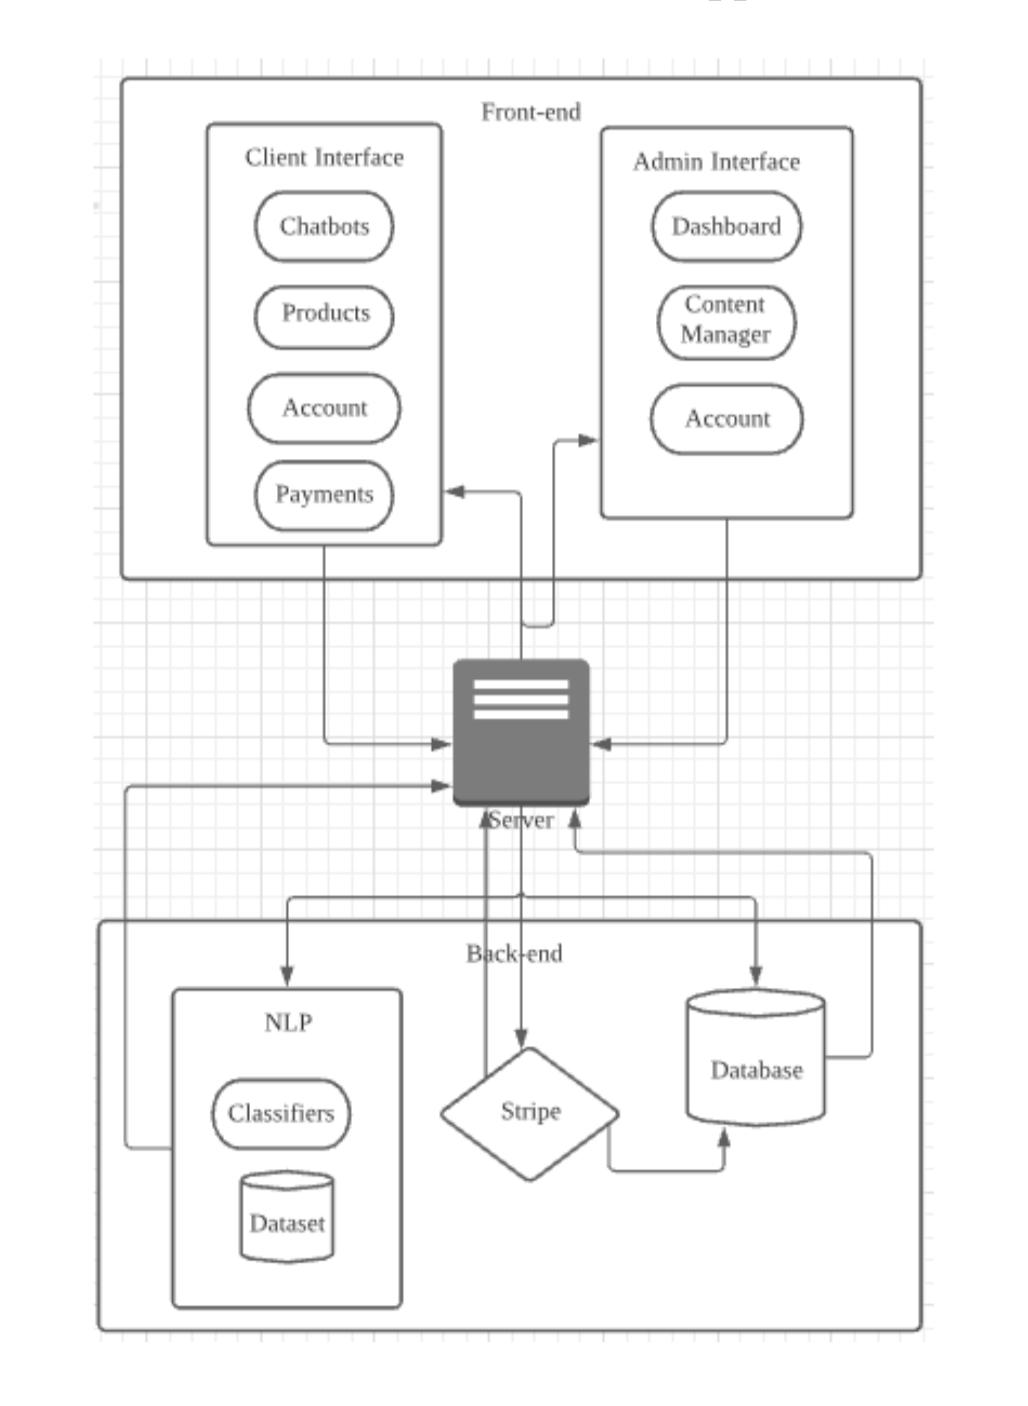 Front-end
Client Interface
Chatbots
Products
Account
Payments
Admin Interface
Dashboard
Content
Manager
Account
Server
Back-end
NLP
Classifiers
Dataset
Stripe
Database